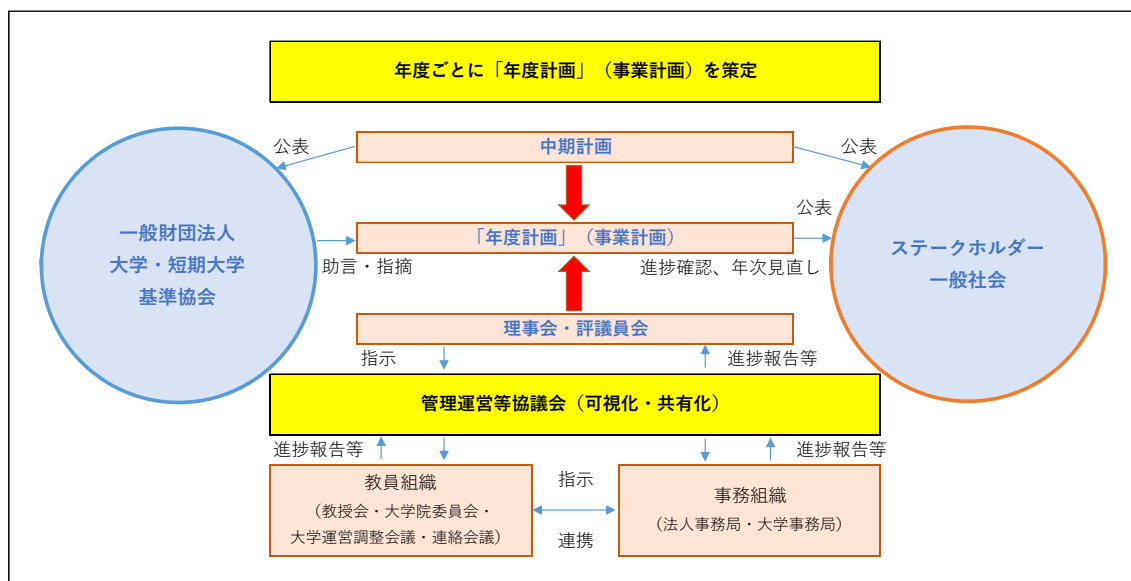 年度ごとに「年度計画」（事業計画）を策定
公表
中期計画
公表
一般財団法人
大学・短期大学
基準協会
公表
「年度計画」（事業計画）
助言・指摘
進捗確認、年次見直し
ステークホルダー
一般社会
理事会・評議員会
指示
進捗報告等
管理運営等協議会（可視化・共有化）
進捗報告等
進捗報告等
教員組織
（教授会・大学院委員会・
大学運営調整会議・連絡会議）
指示
連携
事務組織
（法人事務局・大学事務局）